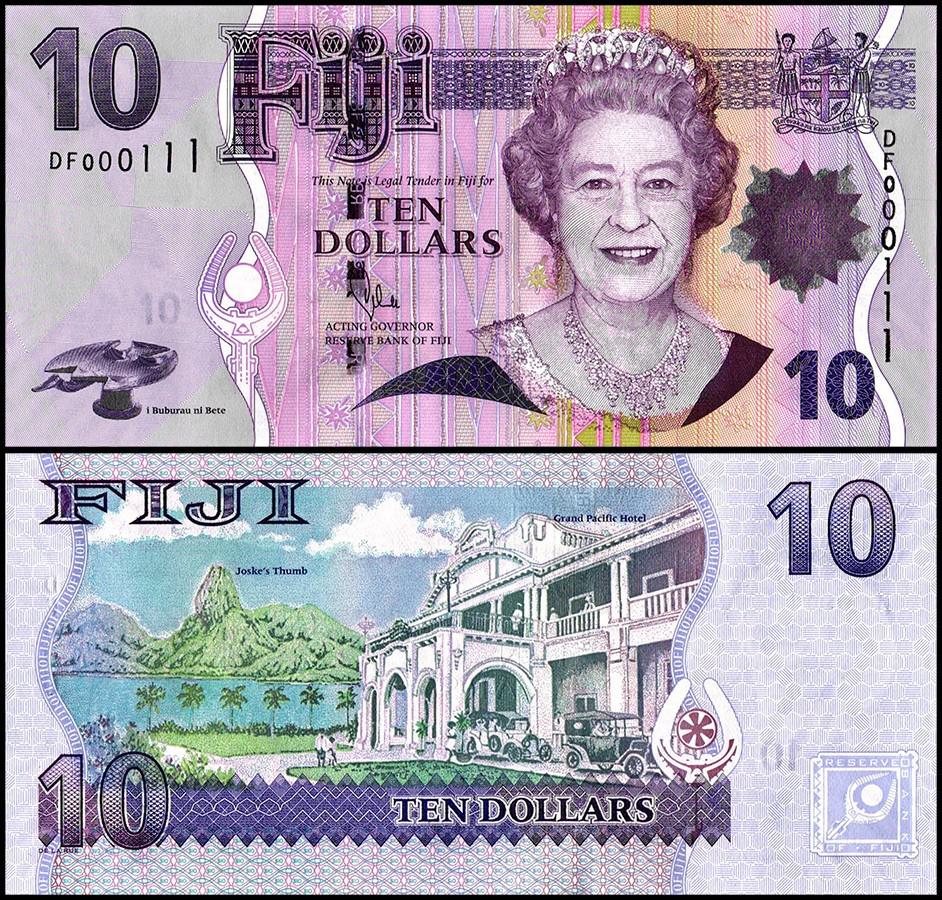 10
Fiji
DF000111
DF000111
This Note is Legal Tender in Fiji for
TEN
DOLLARS
ACTING GOVERNOR
RESERVE BANK OF FIJI
10
i Buburau ni Bete
10
FIJI
Grand Pacific Hotel
10
Joske's Thumb
10
TEN DOLLARS
10
RESERVE
BANK
OF FIJI
DE LA RUE